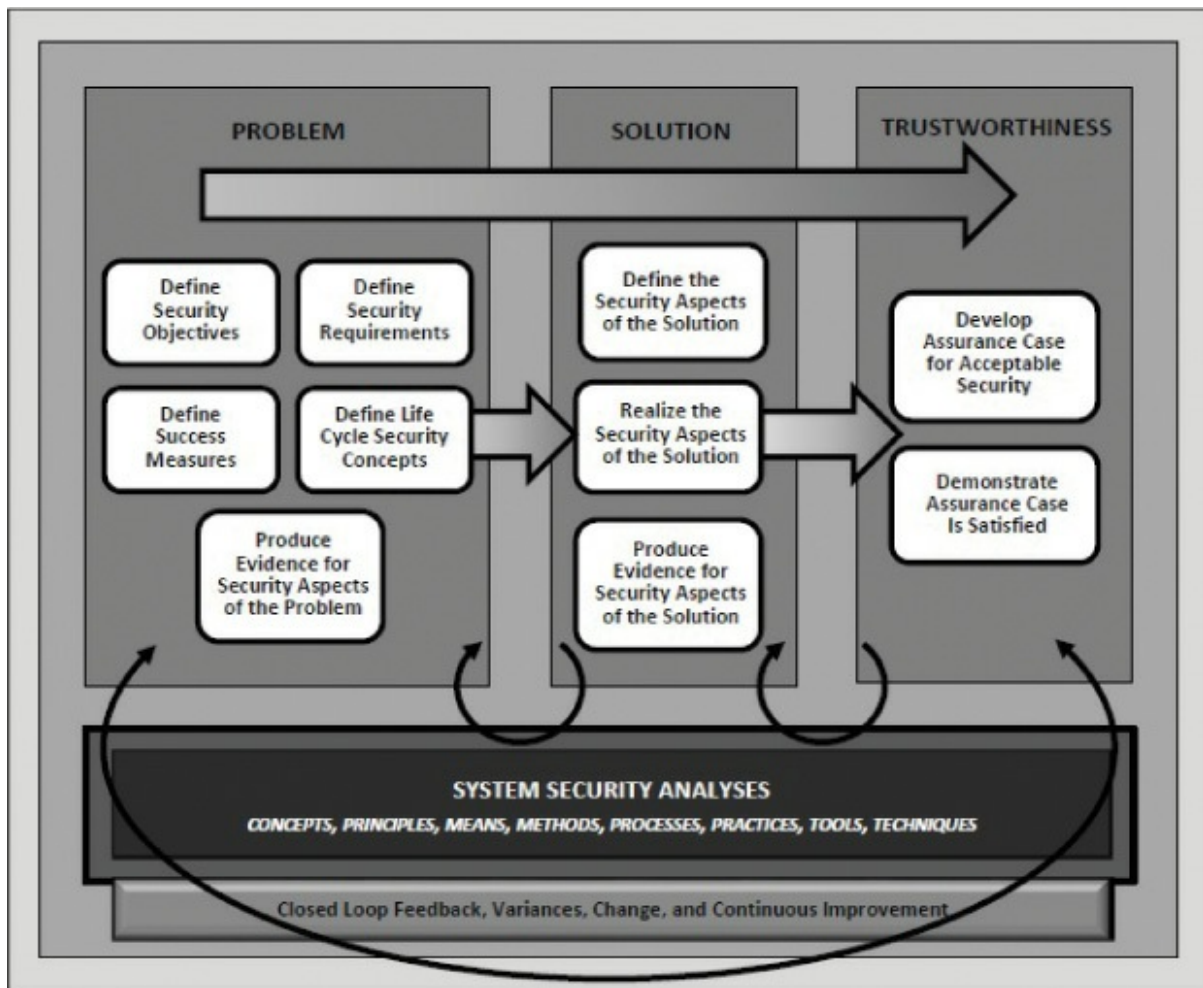 PROBLEM
Define
Security
Objectives
Define
Security
Requirements
Define
Success
Measures
Define Life
Cycle Security
Concepts
Produce
Evidence for
Security Aspects
of the Problem
SOLUTION
Define the
Security Aspects
of the Solution
Realize the
Security Aspects
of the Solution
Produce
Evidence for
Security Aspects
of the Solution
TRUSTWORTHINESS
Develop
Assurance Case
for Acceptable
Security
Demonstrate
Assurance Case
Is Satisfied
SYSTEM SECURITY ANALYSES
CONCEPTS, PRINCIPLES, MEANS, METHODS, PROCESSES, PRACTICES, TOOLS, TECHNIQUES
Closed Loop Feedback, Variances, Change, and Continuous Improvement